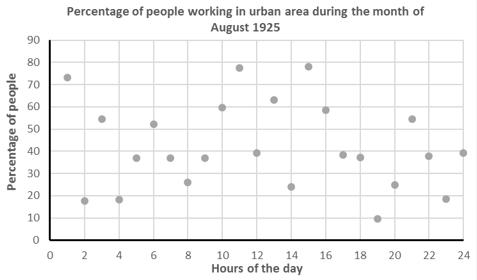 Percentage of people working in urban area during the month of
August 1925
90
80
70
60
50
40
30
20
10
0
Percentage of people
0 2 4 6 8 10 12 14 16 18 20 22 24
Hours of the day